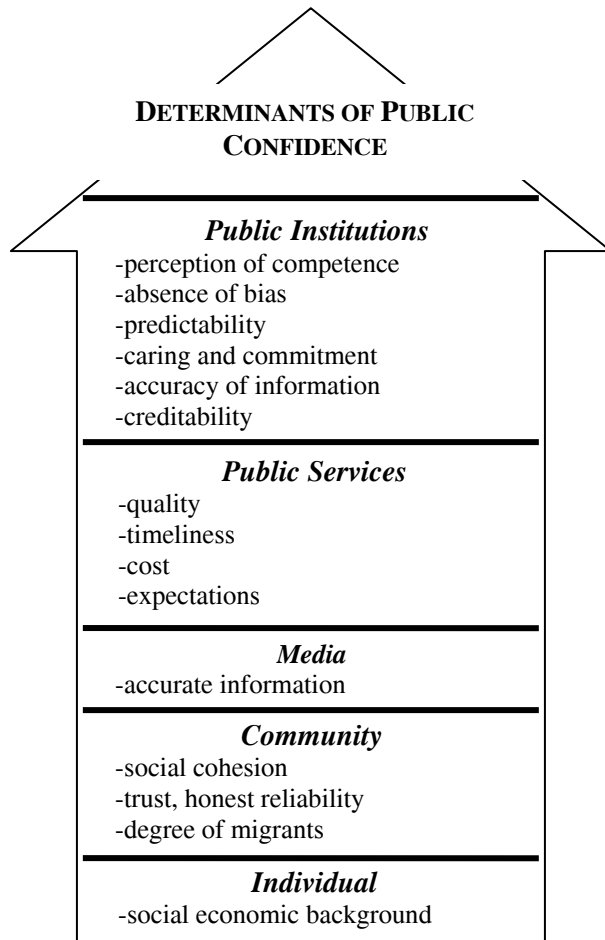 DETERMINANTS OF PUBLIC
CONFIDENCE
Public Institutions
-perception of competence
-absence of bias
-predictability
-caring and commitment
-accuracy of information
-creditability
Public Services
-quality
-timeliness
-cost
-expectations
Media
-accurate information
Community
-social cohesion
-trust, honest reliability
-degree of migrants
Individual
-social economic background